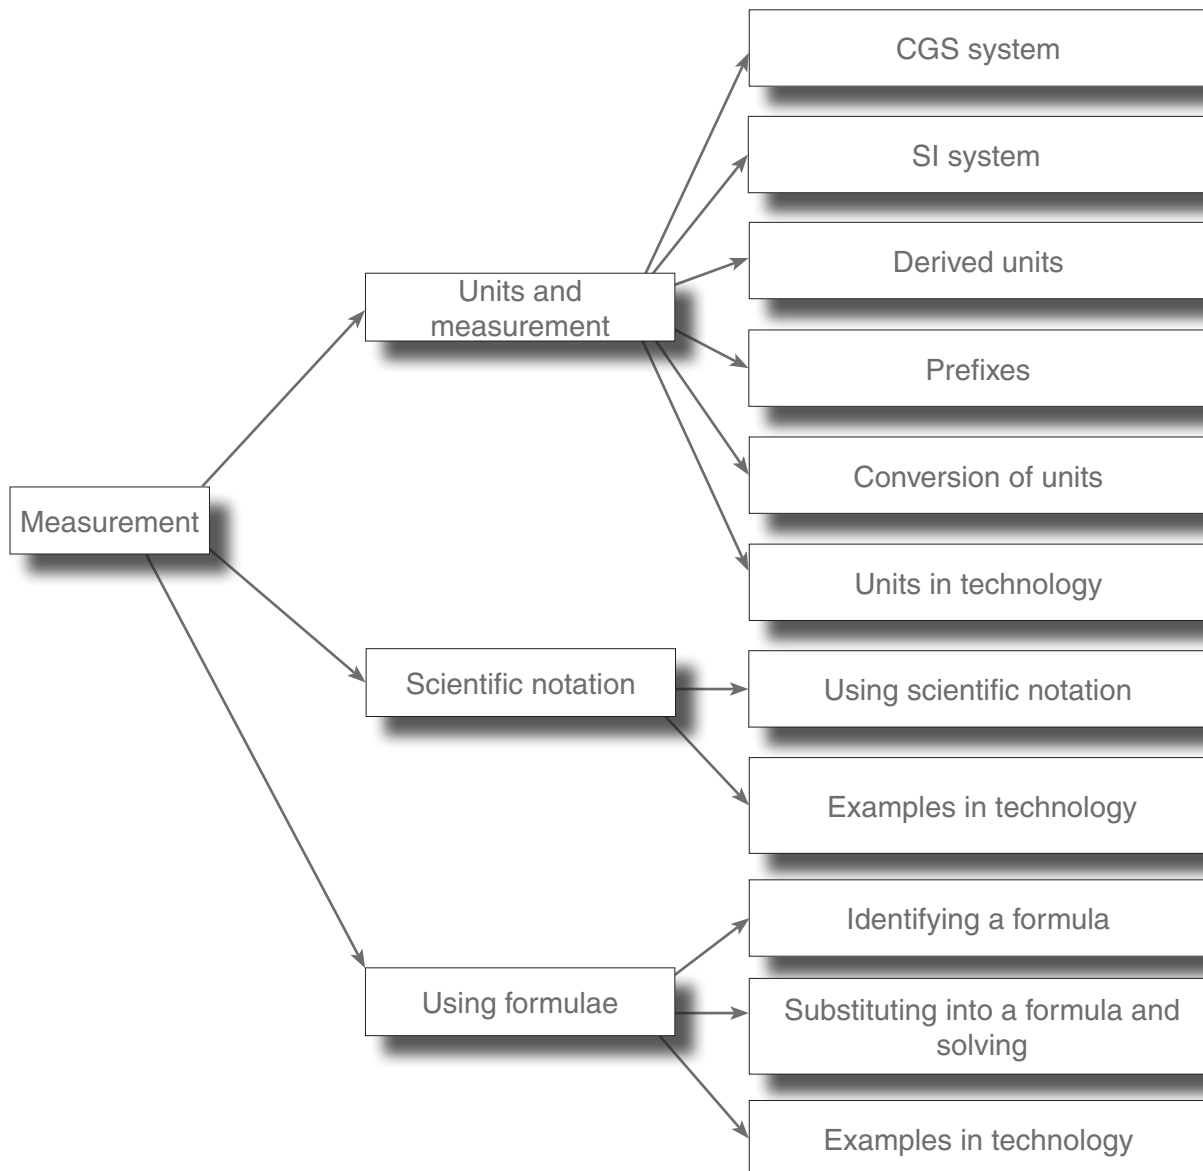 CGS system
SI system
Derived units
Units and
measurement
Prefixes
Conversion of units
Measurement
Units in technology
Scientific notation
Using scientific notation
Examples in technology
Identifying a formula
Using formulae
Substituting into a formula and
solving
Examples in technology